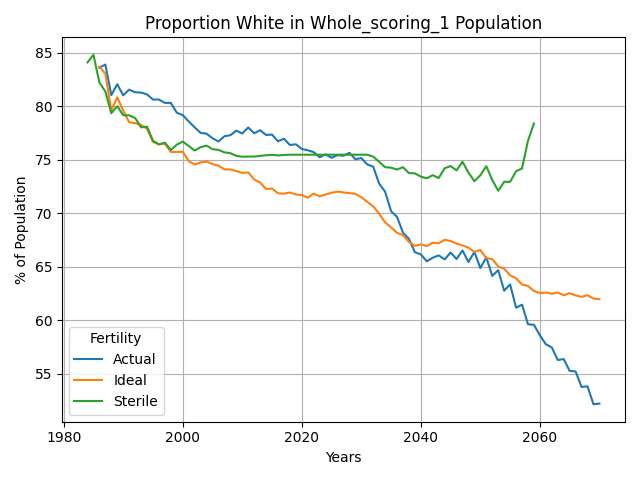 Proportion White in Whole_scoring_1 Population
% of Population
85
80
75
70
65
60
55
Fertility
Actual
Ideal
Sterile
1980 2000 2020 2040 2060
Years